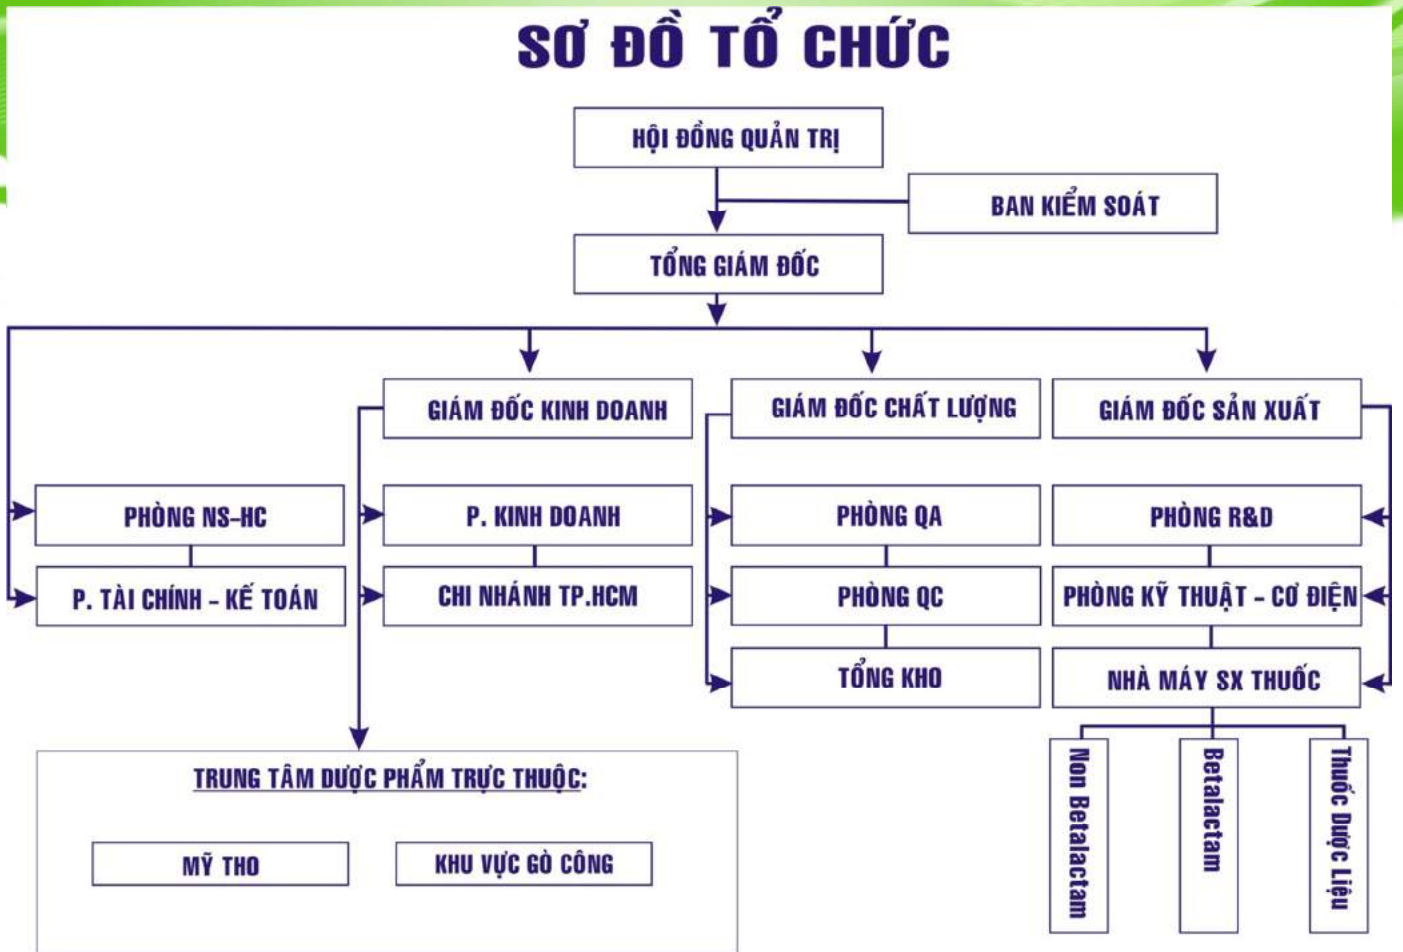 SƠ ĐỒ TỔ CHỨC
HỘI ĐỒNG QUẢN TRỊ
BAN KIỂM SOÁT
TỔNG GIÁM ĐỐC
GIÁM ĐỐC KINH DOANH
GIÁM ĐỐC CHẤT LƯỢNG
GIÁM ĐỐC SẢN XUẤT
PHÒNG NS-HC
P. KINH DOANH
PHÒNG QA
PHÒNG R&D
P. TÀI CHÍNH - KẾ TOÁN
CHI NHÁNH TP.HCM
PHÒNG QC
PHÒNG KỸ THUẬT - CƠ ĐIỆN
TỔNG KHO
NHÀ MÁY SX THUỐC
TRUNG TÂM DƯỢC PHẨM TRỰC THUỘC:
MỸ THO
KHU VỰC GÒ CÔNG
Non Betalactam
Betalactam
Thuốc Dược Liệu